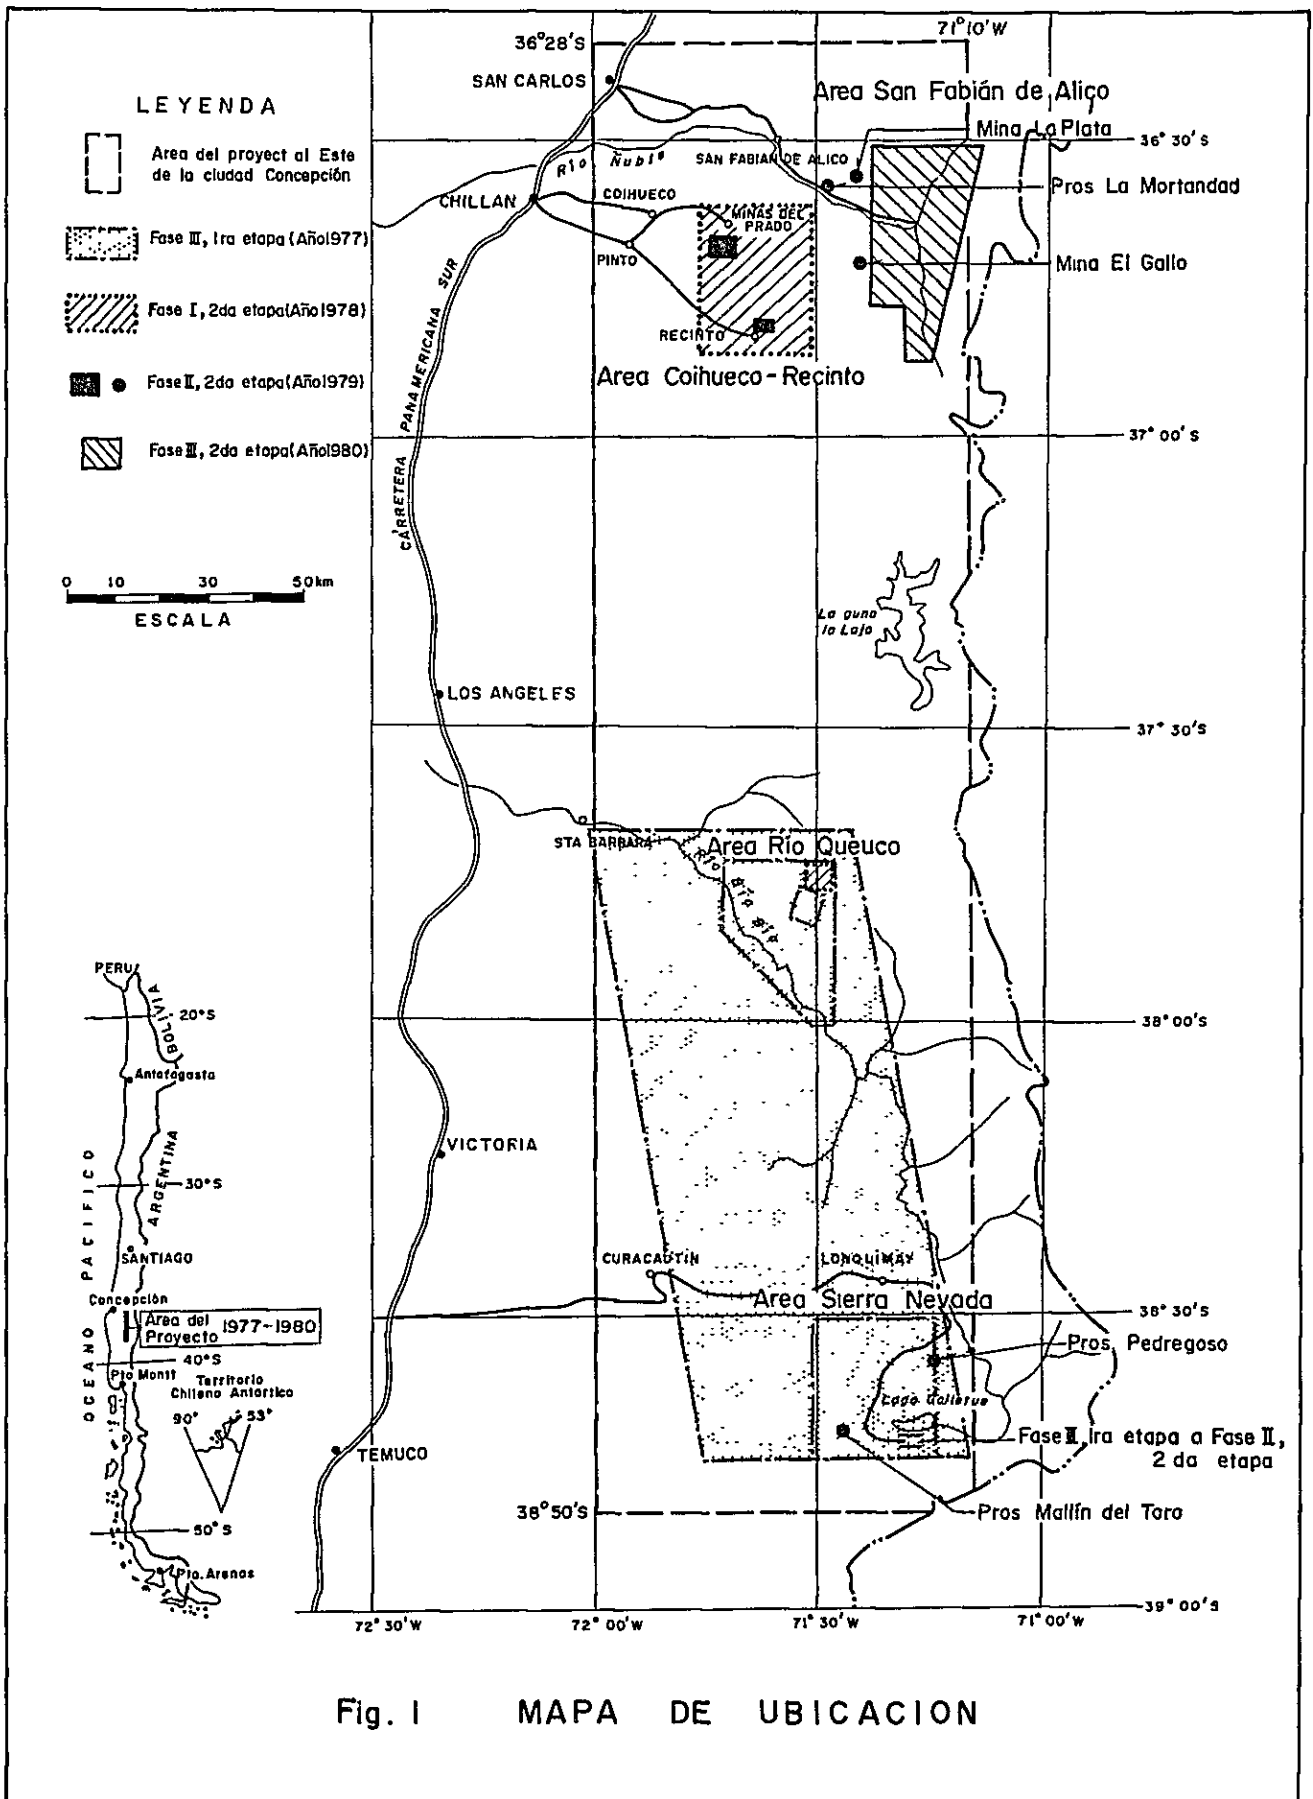 36°28'S
71°10'W
SAN CARLOS
Area San Fabián de Alico
LEYENDA
Area del proyect al Este
de la ciudad Concepción
Fase III, 1ra etapa (Año1977)
Fase I, 2da etapa(Año1978)
Fase II, 2da etapa(Año1979)
Fase III, 2da etapa(Año1980)
Mina La Plata
36°30'S
Río Ñuble
SAN FABIAN DE ALICO
Pros La Mortandad
CHILLAN
COIHUECO
MINAS DEL
PRADO
PINTO
Mina El Gallo
RECINTO
Area Coihueco-Recinto
CARRETERA PANAMERICANA SUR
37°00'S
0 10 30 50km
ESCALA
La guna
la Laja
LOS ANGELES
37°30'S
STA BARBARA
Area Río Queuco
Río Bío Bío
38°00'S
PERU
BOLIVIA
20°S
Antofagasta
ARGENTINA
OCEANO PACIFICO
30°S
SANTIAGO
Concepción
Area del
Proyecto 1977~1980
40°S
Pto Montt
Territorio
Chileno Antártico
90° 53°
50°S
Pto. Arenas
VICTORIA
CURACAUTIN
LONQUIMAY
Area Sierra Nevada
38°30'S
Pros. Pedregoso
Lago Galletue
Fase III, 1ra etapa a Fase II,
2 da etapa
TEMUCO
38°50'S
Pros Mallín del Toro
39°00'S
72°30'W
72°00'W
71°30'W
71°00'W
Fig. 1 MAPA DE UBICACION